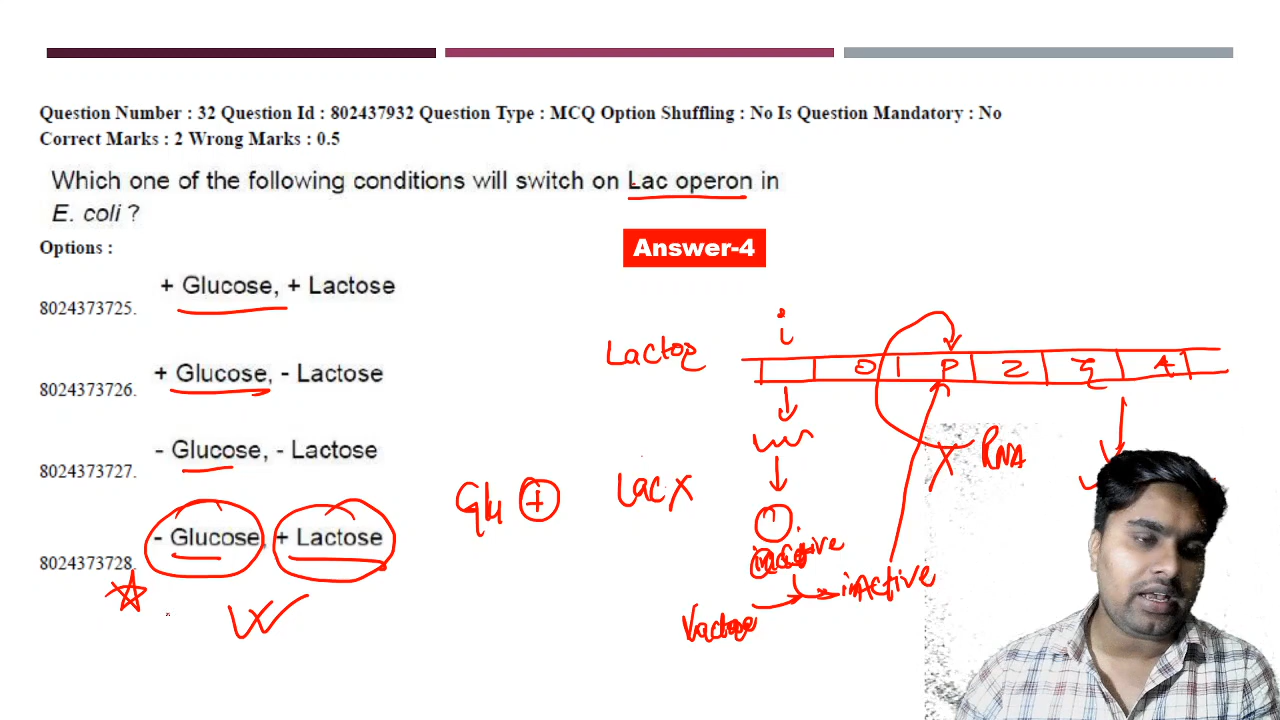 Question Number : 32 Question Id : 802437932 Question Type : MCQ Option Shuffling : No Is Question Mandatory : No
Correct Marks : 2 Wrong Marks : 0.5
Which one of the following conditions will switch on Lac operon in
E. coli ?
Options :
Answer-4
+ Glucose, + Lactose
8024373725.
+ Glucose, - Lactose
8024373726.
- Glucose, - Lactose
8024373727.
- Glucose, + Lactose
8024373728.
i
O P Z
RNA
Glu +
Lac X
inactive